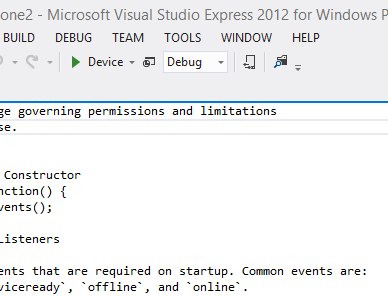 one2 - Microsoft Visual Studio Express 2012 for Windows P
BUILD DEBUG TEAM TOOLS WINDOW HELP
Device Debug
ge governing permissions and limitations
se.
Constructor
nction() {
vents();
Listeners
ents that are required on startup. Common events are:
viceready`, `offline`, and `online`.